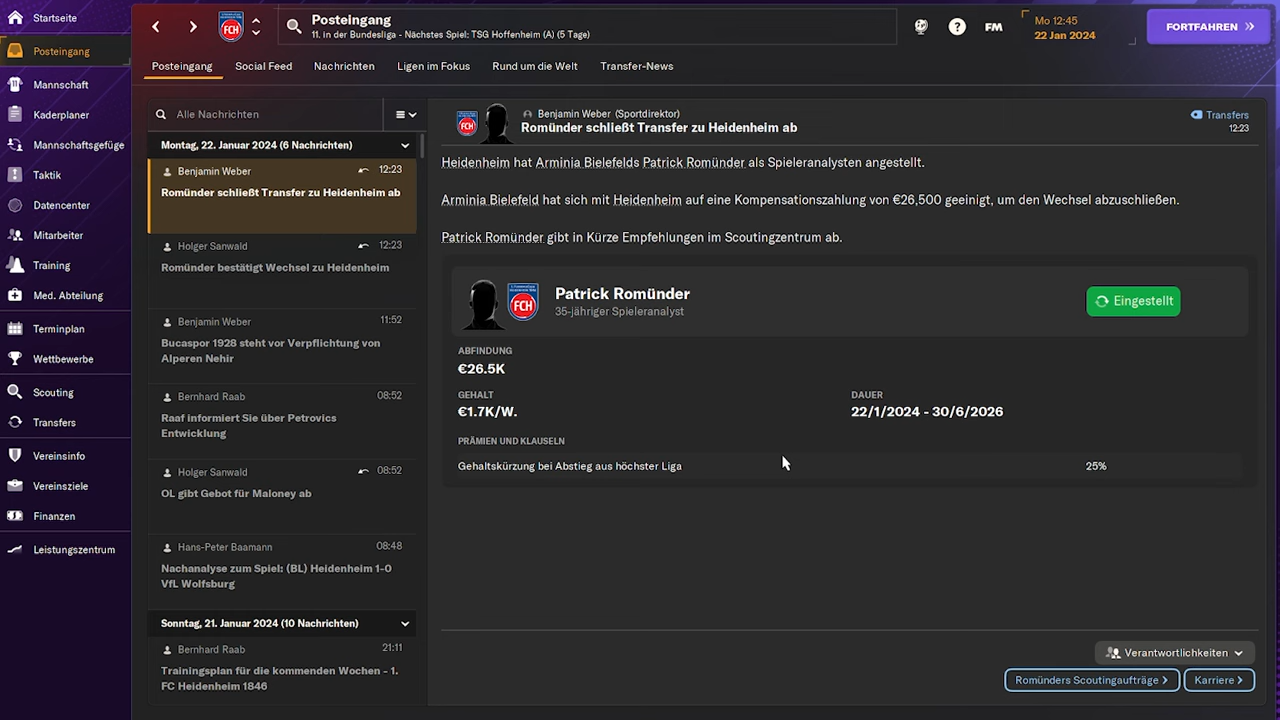 Startseite
Posteingang
Mannschaft
Kaderplaner
Mannschaftsgefüge
Taktik
Datencenter
Mitarbeiter
Training
Med. Abteilung
Terminplan
Wettbewerbe
Scouting
Transfers
Vereinsinfo
Vereinsziele
Finanzen
Leistungszentrum
FCH
Posteingang
11. in der Bundesliga - Nächstes Spiel: TSG Hoffenheim (A) (5 Tage)
?
FM
Mo 12:45
22 Jan 2024
FORTFAHREN
Posteingang
Social Feed
Nachrichten
Ligen im Fokus
Rund um die Welt
Transfer-News
Alle Nachrichten
Montag, 22. Januar 2024 (6 Nachrichten)
Benjamin Weber 12:23
Romünder schließt Transfer zu Heidenheim ab
Holger Sanwald 12:23
Romünder bestätigt Wechsel zu Heidenheim
Benjamin Weber 11:52
Bucaspor 1928 steht vor Verpflichtung von
Alperen Nehir
Bernhard Raab 08:52
Raaf informiert Sie über Petrovics
Entwicklung
Holger Sanwald 08:52
OL gibt Gebot für Maloney ab
Hans-Peter Baamann 08:48
Nachanalyse zum Spiel: (BL) Heidenheim 1-0
VfL Wolfsburg
Sonntag, 21. Januar 2024 (10 Nachrichten)
Bernhard Raab 21:11
Trainingsplan für die kommenden Wochen - 1.
FC Heidenheim 1846
FCH
Benjamin Weber (Sportdirektor)
Romünder schließt Transfer zu Heidenheim ab
Transfers
12:23
Heidenheim hat Arminia Bielefelds Patrick Romünder als Spieleranalysten angestellt.
Arminia Bielefeld hat sich mit Heidenheim auf eine Kompensationszahlung von €26,500 geeinigt, um den Wechsel abzuschließen.
Patrick Romünder gibt in Kürze Empfehlungen im Scoutingzentrum ab.
FCH
Patrick Romünder
35-jähriger Spieleranalyst
Eingestellt
ABFINDUNG
€26.5K
GEHALT
€1.7K/W.
DAUER
22/1/2024 - 30/6/2026
PRÄMIEN UND KLAUSELN
Gehaltskürzung bei Abstieg aus höchster Liga 25%
Verantwortlichkeiten
Romünders Scoutingaufträge
Karriere